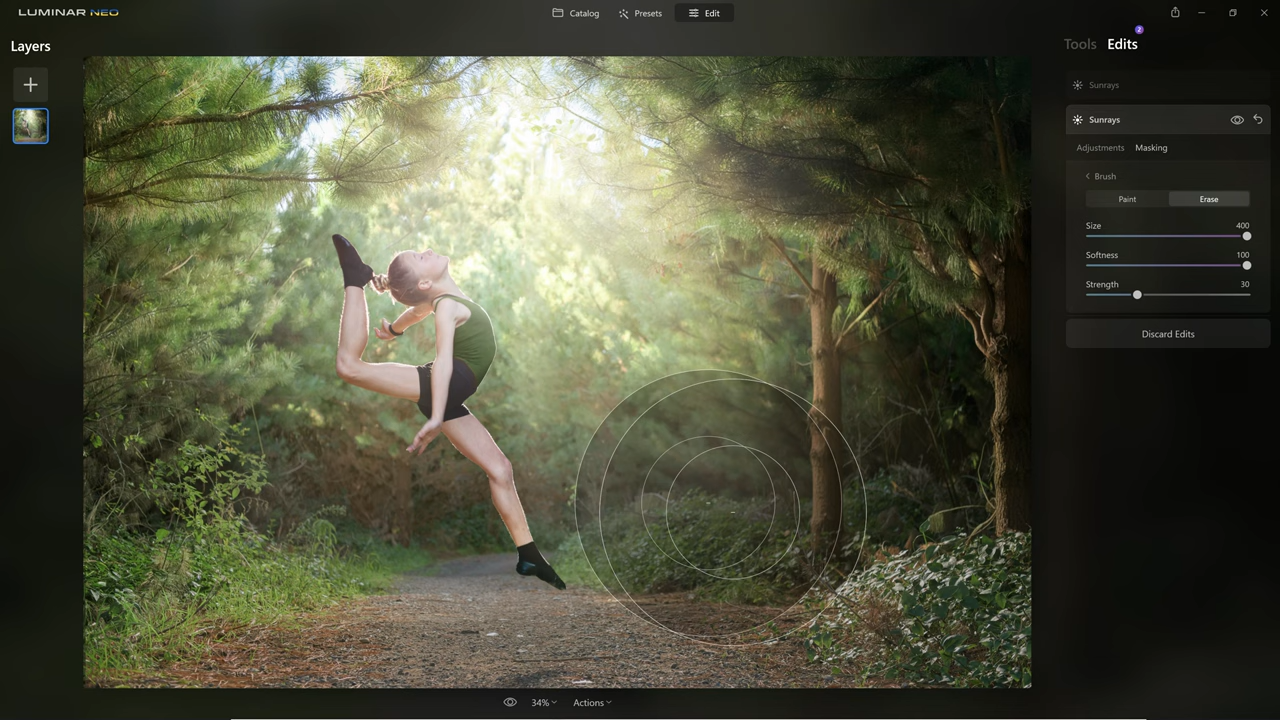 LUMINAR NEO
Catalog
Presets
Edit
Layers
Tools
Edits
2
Sunrays
Sunrays
Adjustments
Masking
Brush
Paint
Erase
Size 400
Softness 100
Strength 30
Discard Edits
34%
Actions